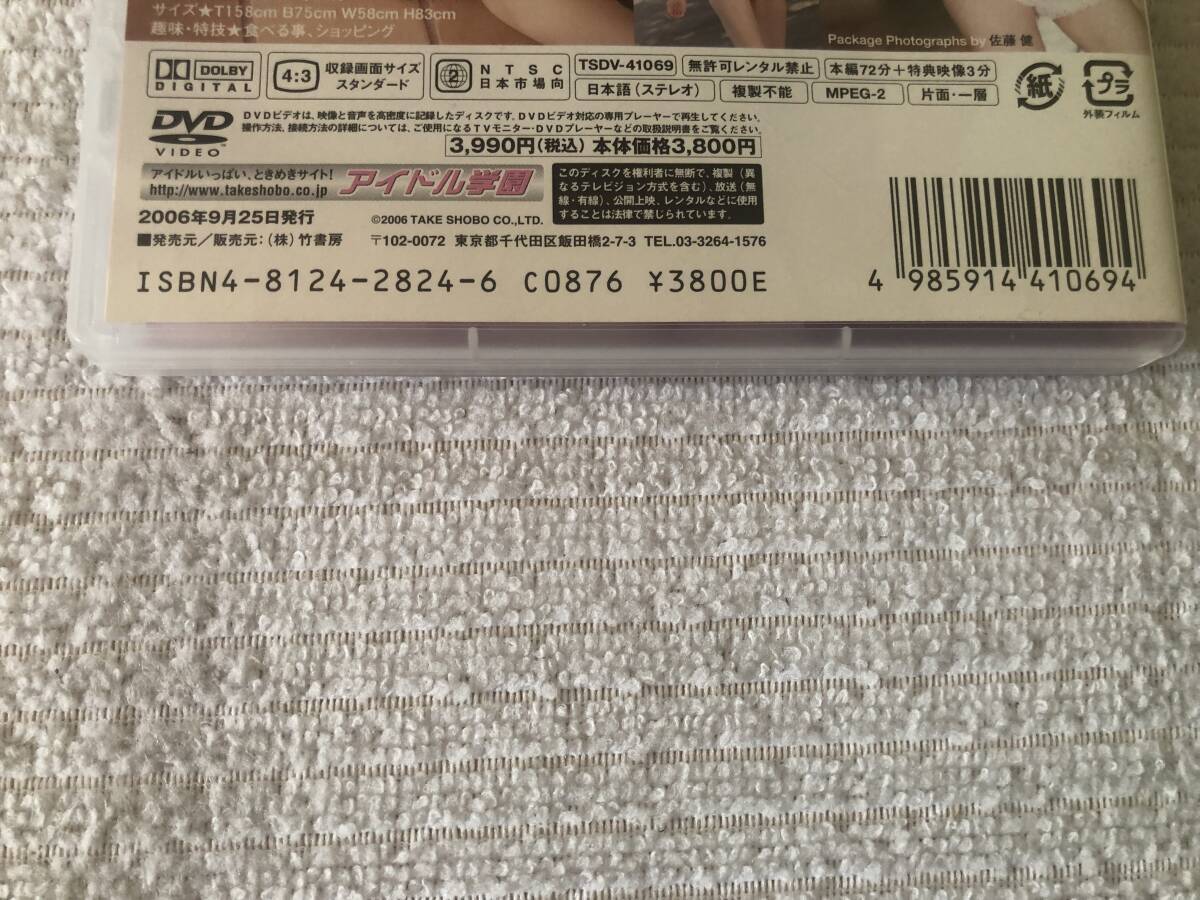 サイズ★T158cm B75cm W58cm H83cm
趣味・特技★食べる事、ショッピング
Package Photographs by 佐藤 健
DOLBY DIGITAL
4:3 収録画面サイズ スタンダード
2 NTSC 日本市場向
TSDV-41069 無許可レンタル禁止 本編72分+特典映像3分
日本語(ステレオ) 複製不能 MPEG-2 片面・一層
紙
プラ
外装フィルム
DVD VIDEO
DVDビデオは、映像と音声を高密度に記録したディスクです。DVDビデオ対応の専用プレーヤーで再生してください。
操作方法、接続方法の詳細については、ご使用になるTVモニター・DVDプレーヤーなどの取扱説明書をご覧ください。
3,990円(税込) 本体価格3,800円
アイドルいっぱい、ときめきサイト!
http://www.takeshobo.co.jp
アイドル学園
このディスクを権利者に無断で、複製(異
なるテレビジョン方式を含む)、放送(無
線・有線)、公開上映、レンタルなどに使用
することは法律で禁じられています。
2006年9月25日発行
©2006 TAKE SHOBO CO.,LTD.
■発売元/販売元:(株)竹書房 〒102-0072 東京都千代田区飯田橋2-7-3 TEL.03-3264-1576
ISBN4-8124-2824-6 C0876 ¥3800E
4 985914 410694